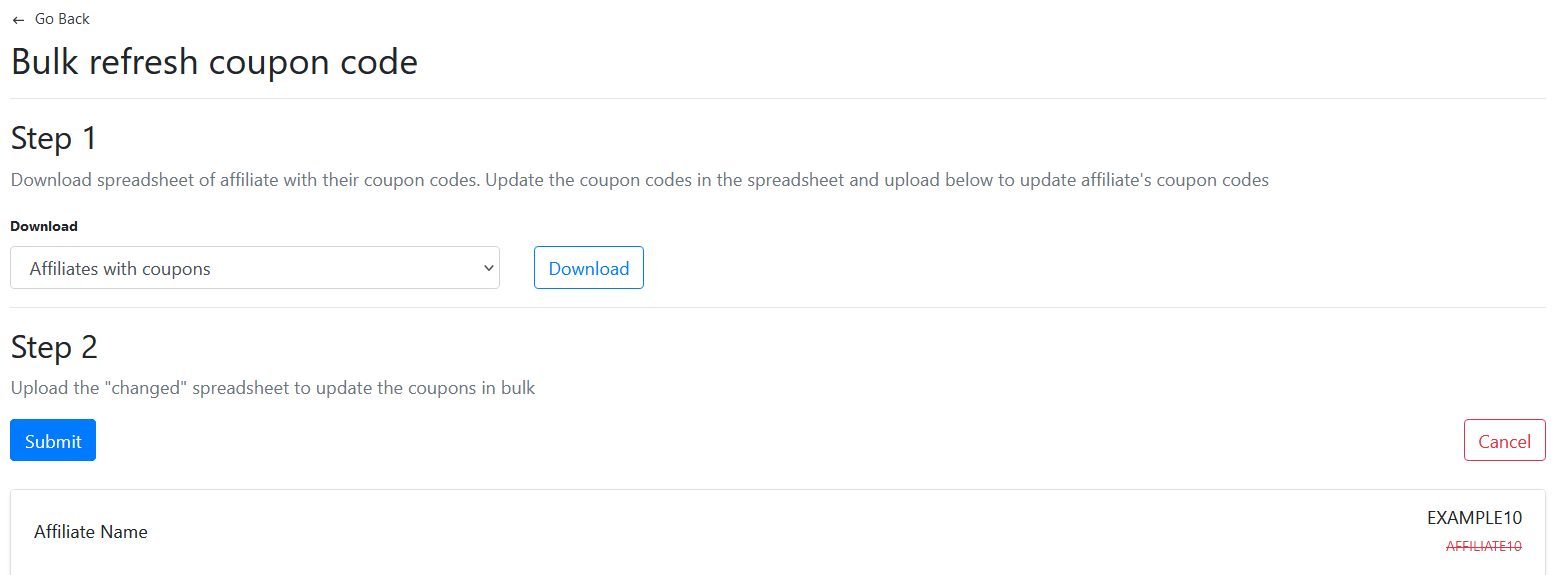 ← Go Back
Bulk refresh coupon code
Step 1
Download spreadsheet of affiliate with their coupon codes. Update the coupon codes in the spreadsheet and upload below to update affiliate's coupon codes
Download
Affiliates with coupons
Download
Step 2
Upload the "changed" spreadsheet to update the coupons in bulk
Submit
Cancel
Affiliate Name
EXAMPLE10
AFFILIATE10